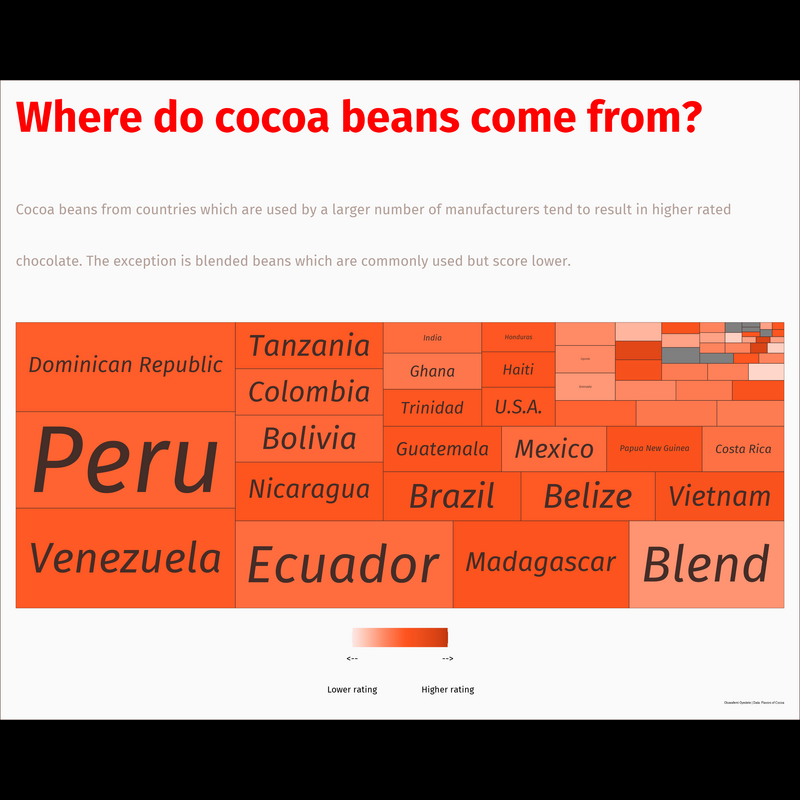 Where do cocoa beans come from?
Cocoa beans from countries which are used by a larger number of manufacturers tend to result in higher rated
chocolate. The exception is blended beans which are commonly used but score lower.
Dominican Republic
Peru
Venezuela
Tanzania
Colombia
Bolivia
Nicaragua
Ecuador
India
Ghana
Trinidad
Honduras
Haiti
U.S.A.
Guatemala
Mexico
Papua New Guinea
Costa Rica
Brazil
Belize
Vietnam
Madagascar
Blend
<-- -->
Lower rating Higher rating